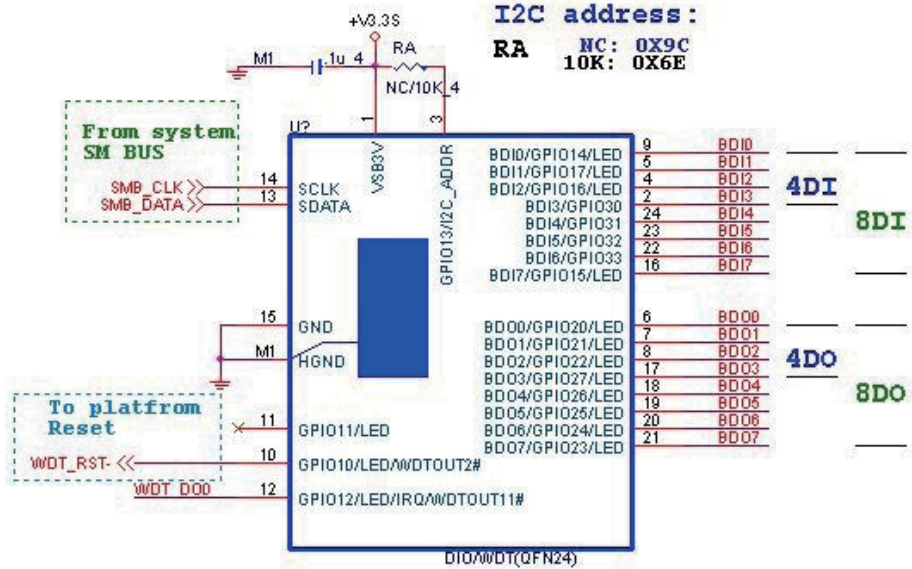 I2C address:
RA NC: 0X9C
10K: 0X6E
+V3.3S
M1 .1u_4 RA
NC/10K_4
From system
SM BUS
U?
1 3
VSB3V
GPIO13/I2C_ADDR
SMB_CLK 14 SCLK
SMB_DATA 13 SDATA
BDI0/GPIO14/LED 9 BDI0
BDI1/GPIO17/LED 5 BDI1
BDI2/GPIO16/LED 4 BDI2
BDI3/GPIO30 2 BDI3
BDI4/GPIO31 24 BDI4
BDI5/GPIO32 23 BDI5
BDI6/GPIO33 22 BDI6
BDI7/GPIO15/LED 16 BDI7
4DI
8DI
15 GND
M1 HGND
BDO0/GPIO20/LED 6 BDO0
BDO1/GPIO21/LED 7 BDO1
BDO2/GPIO22/LED 8 BDO2
BDO3/GPIO27/LED 17 BDO3
BDO4/GPIO26/LED 18 BDO4
BDO5/GPIO25/LED 19 BDO5
BDO6/GPIO24/LED 20 BDO6
BDO7/GPIO23/LED 21 BDO7
4DO
8DO
To platfrom
Reset
11 GPIO11/LED
WDT_RST- 10 GPIO10/LED/WDTOUT2#
WDT_DO0 12 GPIO12/LED/IRQ/WDTOUT11#
DIO/WDT(QFN24)